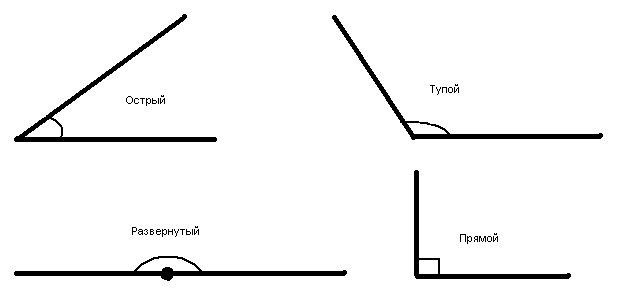 Острый
Тупой
Развернутый
Прямой